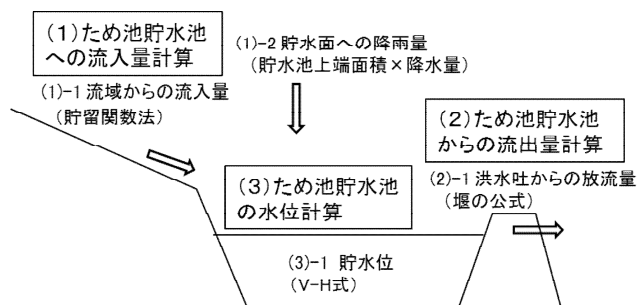 (1)ため池貯水池
への流入量計算
(1)-1 流域からの流入量
(貯留関数法)
(1)-2 貯水面への降雨量
(貯水池上端面積×降水量)
(2)ため池貯水池
からの流出量計算
(2)-1 洪水吐からの放流量
(堰の公式)
(3)ため池貯水池
の水位計算
(3)-1 貯水位
(V-H式)